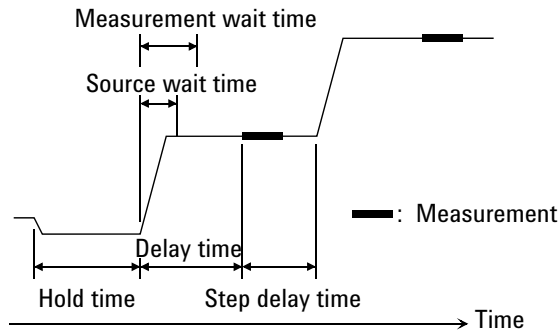 Measurement wait time
Source wait time
: Measurement
Delay time
Hold time
Step delay time
Time